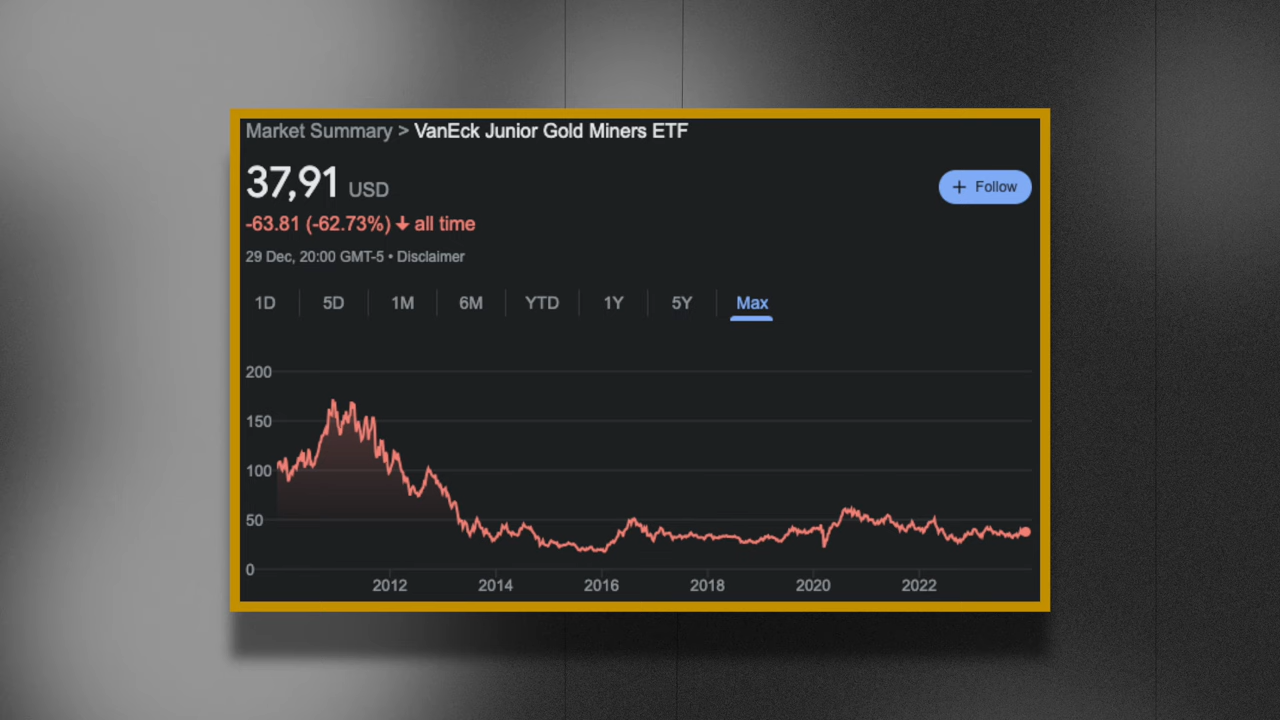 Market Summary > VanEck Junior Gold Miners ETF
37,91 USD
+ Follow
-63.81 (-62.73%) ↓ all time
29 Dec, 20:00 GMT-5 • Disclaimer
1D 5D 1M 6M YTD 1Y 5Y Max
200
150
100
50
0
2012 2014 2016 2018 2020 2022